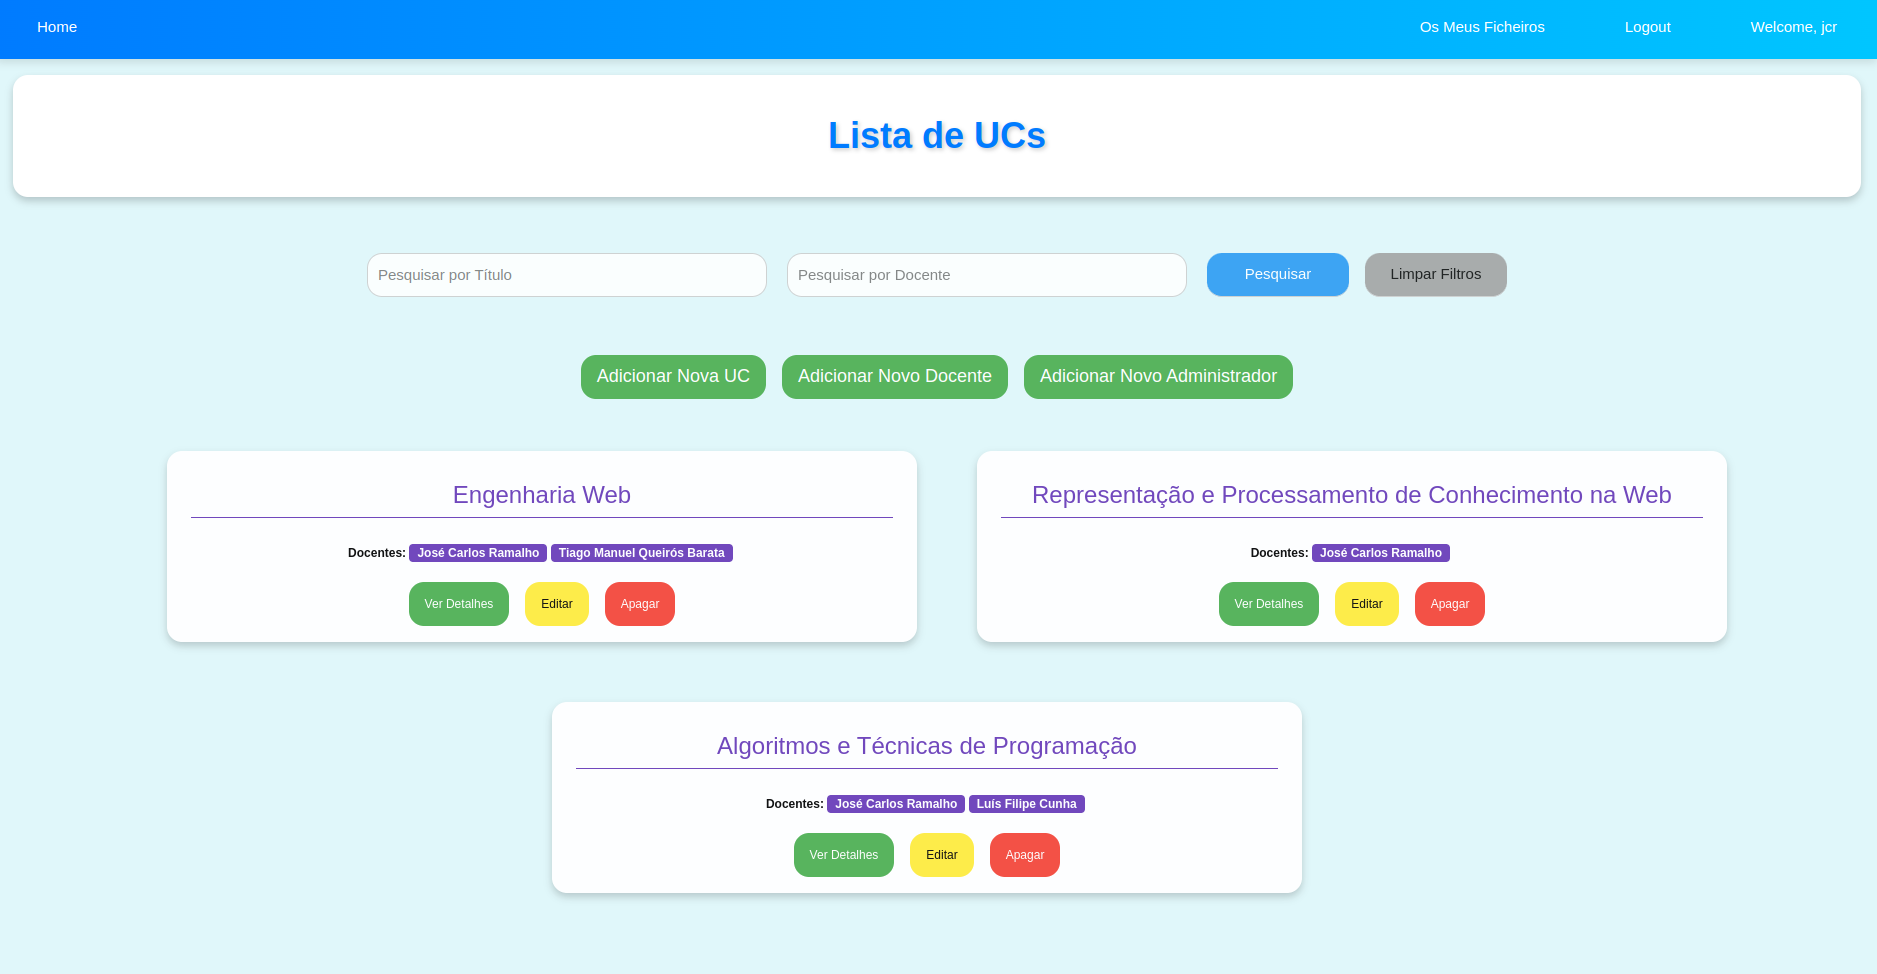 Home Os Meus Ficheiros Logout Welcome, jcr
Lista de UCs
Pesquisar por Título Pesquisar por Docente Pesquisar Limpar Filtros
Adicionar Nova UC Adicionar Novo Docente Adicionar Novo Administrador
Engenharia Web
Docentes: José Carlos Ramalho Tiago Manuel Queirós Barata
Ver Detalhes Editar Apagar
Representação e Processamento de Conhecimento na Web
Docentes: José Carlos Ramalho
Ver Detalhes Editar Apagar
Algoritmos e Técnicas de Programação
Docentes: José Carlos Ramalho Luís Filipe Cunha
Ver Detalhes Editar Apagar